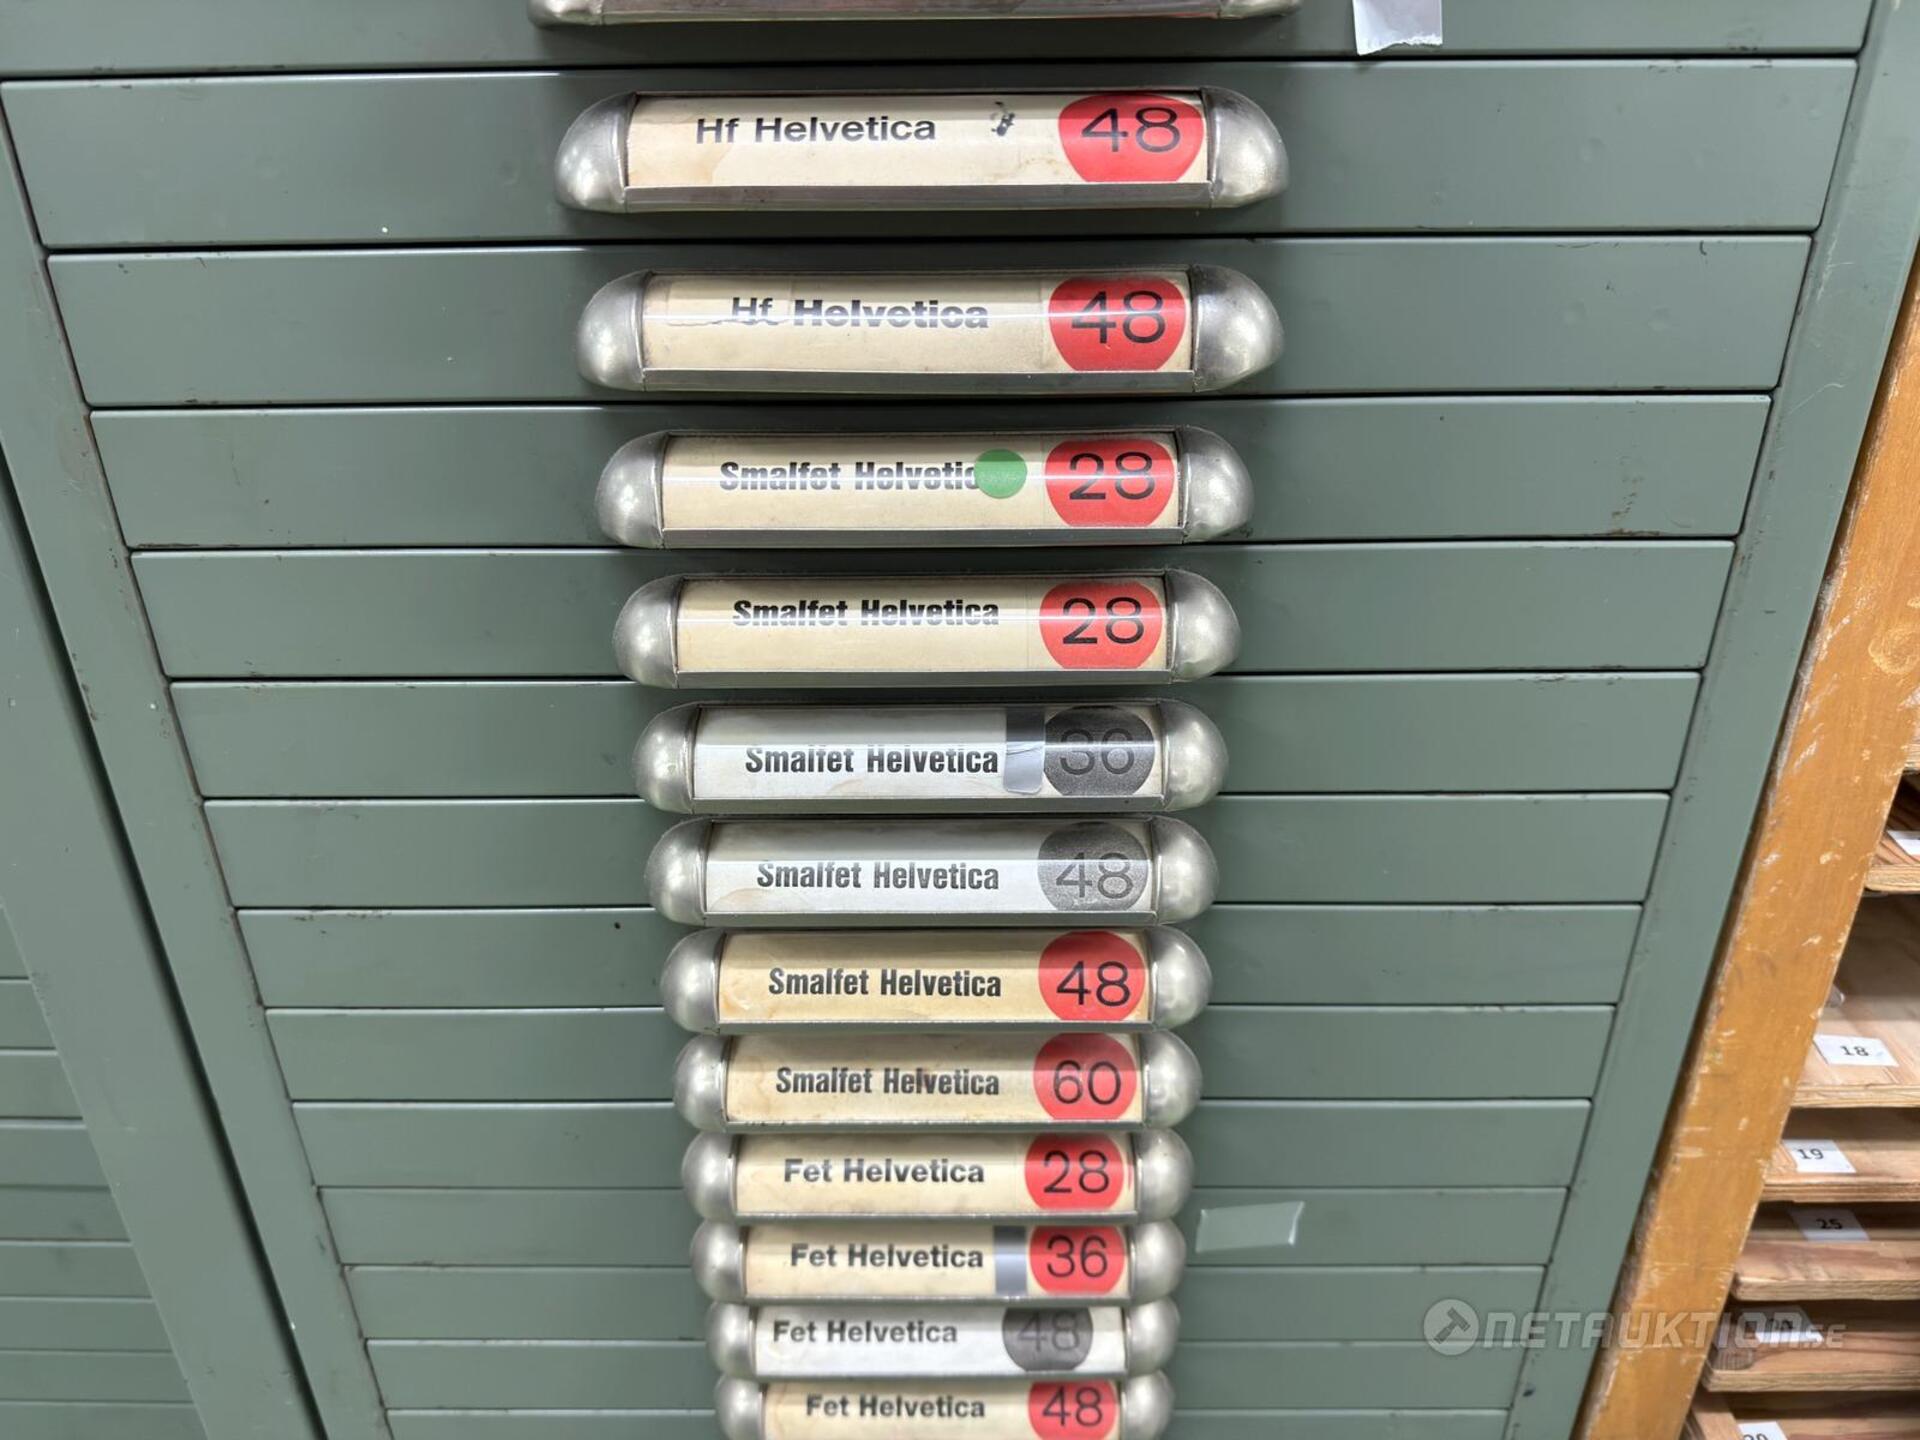 Hf Helvetica 48
Hf Helvetica 48
Smalfet Helvetic 28
Smalfet Helvetica 28
Smalfet Helvetica 36
Smalfet Helvetica 48
Smalfet Helvetica 48
Smalfet Helvetica 60
Fet Helvetica 28
Fet Helvetica 36
Fet Helvetica 48
Fet Helvetica 48
18
19
25
NETAUKTION.SE